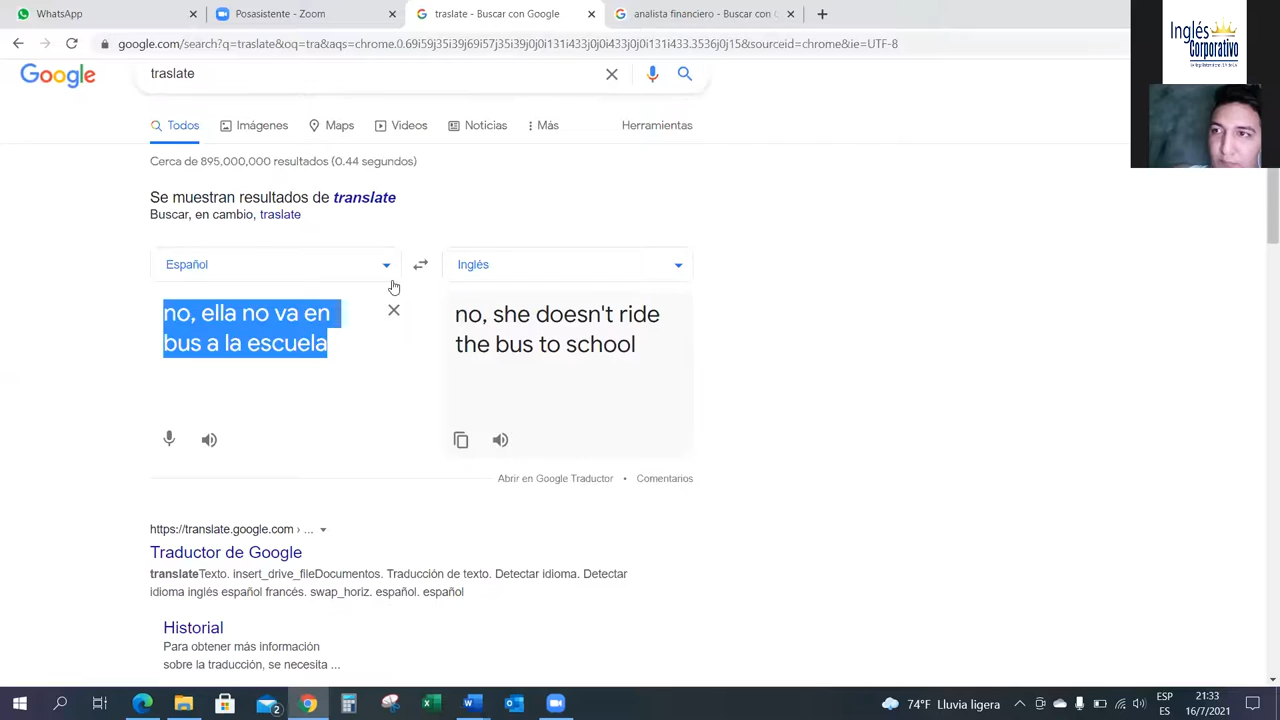 WhatsApp
Posasistente - Zoom
traslate - Buscar con Google
analista financiero - Buscar con G
google.com/search?q=traslate&oq=tra&aqs=chrome.0.69i59j35i39j69i57j0i131i433j0j0i433j0j0i131i433.3536j0j15&sourceid=chrome&ie=UTF-8
Inglés
Corporativo
Google
traslate
Todos
Imágenes
Maps
Videos
Noticias
Más
Herramientas
Cerca de 895.000,000 resultados (0.44 segundos)
Se muestran resultados de translate
Buscar, en cambio, traslate
Español
Inglés
no, ella no va en
bus a la escuela
no, she doesn't ride
the bus to school
Abrir en Google Traductor • Comentarios
https://translate.google.com › ...
Traductor de Google
translateTexto. insert_drive_fileDocumentos. Traducción de texto. Detectar idioma. Detectar
idioma inglés español francés. swap_horiz. español. español
Historial
Para obtener más información
sobre la traducción, se necesita ...
2
74°F Lluvia ligera
ESP
ES
21:33
16/7/2021